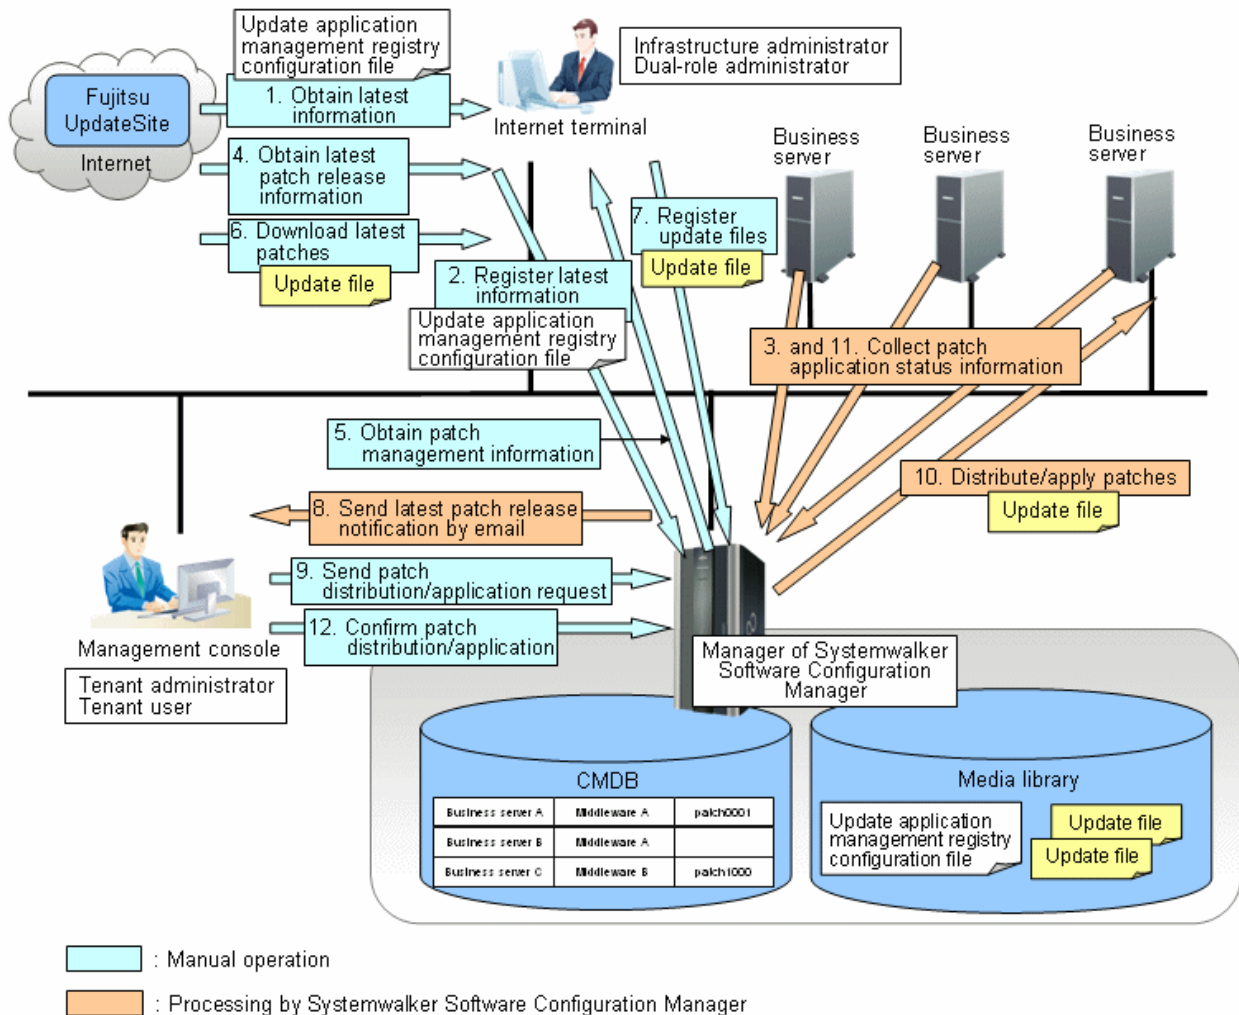 Update application
management registry
configuration file
Infrastructure administrator
Dual-role administrator
Fujitsu
UpdateSite
Internet
1. Obtain latest
information
Internet terminal
Business
server
Business
server
Business
server
4. Obtain latest
patch release
information
7. Register
update files
Update file
6. Download latest
patches
Update file
2. Register latest
information
Update application
management registry
configuration file
3. and 11. Collect patch
application status information
5. Obtain patch
management information
10. Distribute/apply patches
Update file
8. Send latest patch release
notification by email
9. Send patch
distribution/application request
12. Confirm patch
distribution/application
Management console
Tenant administrator
Tenant user
Manager of Systemwalker
Software Configuration
Manager
CMDB
Business server A Middleware A patch0001
Business server B Middleware A
Business server C Middleware B patch1000
Media library
Update application
management registry
configuration file
Update file
Update file
: Manual operation
: Processing by Systemwalker Software Configuration Manager